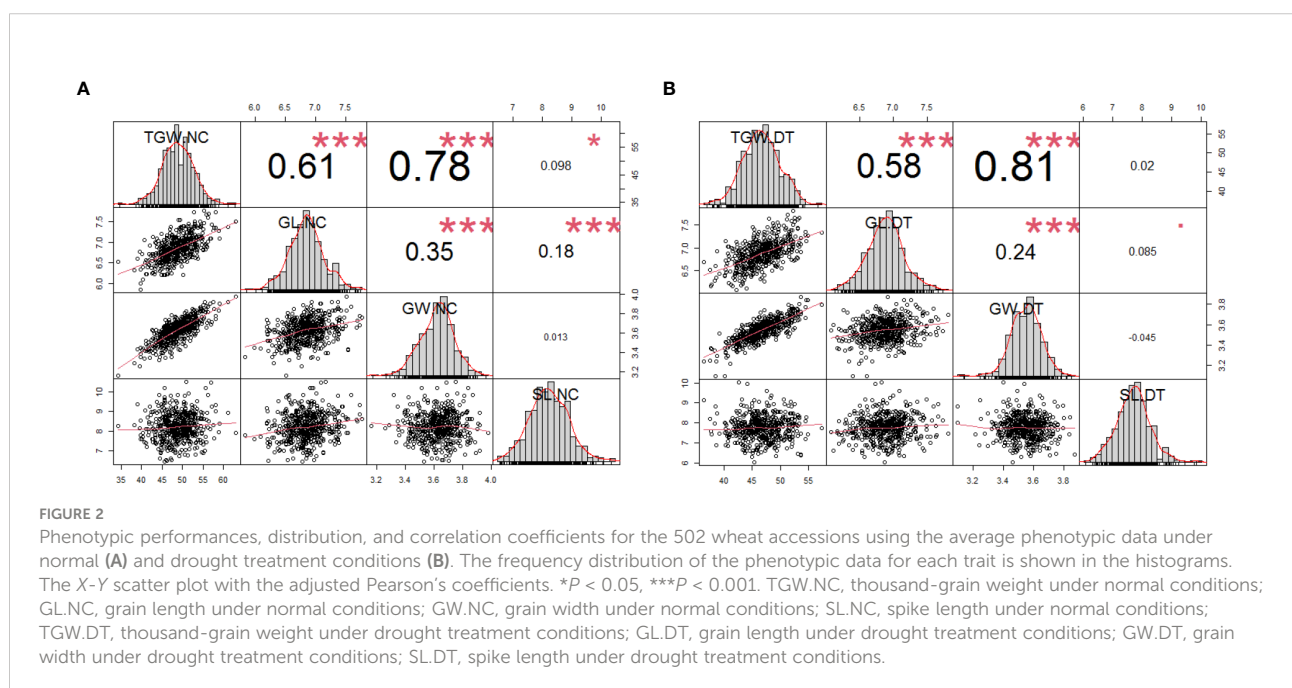 A
B
6.0 6.5 7.0 7.5
7 8 9 10
6.5 7.0 7.5
6 7 8 9 10
TGW.NC
***
0.61
***
0.78
*
0.098
35 45 55
TGW.DT
***
0.58
***
0.81
0.02
40 45 50 55
6.0 6.5 7.0 7.5
GL.NC
***
0.35
***
0.18
6.5 7.0 7.5
GL.DT
***
0.24
.
0.085
GW.NC
0.013
3.2 3.4 3.6 3.8 4.0
GW.DT
-0.045
3.2 3.4 3.6 3.8
7 8 9 10
SL.NC
6 7 8 9 10
SL.DT
35 40 45 50 55 60
3.2 3.4 3.6 3.8 4.0
40 45 50 55
3.2 3.4 3.6 3.8
FIGURE 2
Phenotypic performances, distribution, and correlation coefficients for the 502 wheat accessions using the average phenotypic data under
normal (A) and drought treatment conditions (B). The frequency distribution of the phenotypic data for each trait is shown in the histograms.
The X-Y scatter plot with the adjusted Pearson's coefficients. *P < 0.05, ***P < 0.001. TGW.NC, thousand-grain weight under normal conditions;
GL.NC, grain length under normal conditions; GW.NC, grain width under normal conditions; SL.NC, spike length under normal conditions;
TGW.DT, thousand-grain weight under drought treatment conditions; GL.DT, grain length under drought treatment conditions; GW.DT, grain
width under drought treatment conditions; SL.DT, spike length under drought treatment conditions.